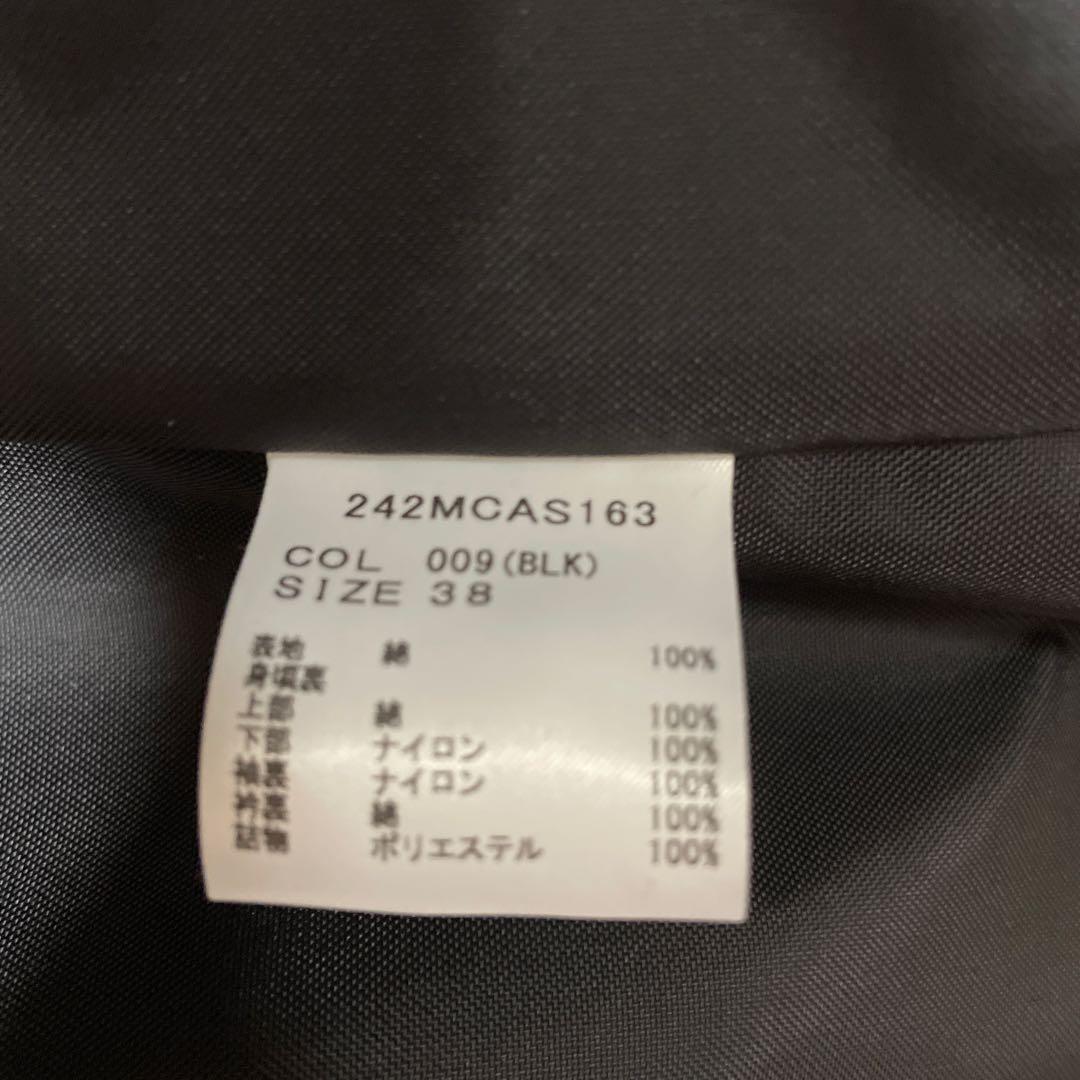 242MCAS163
COL 009(BLK)
SIZE 38
表地 綿 100%
身頃裏
上部 綿 100%
下部 ナイロン 100%
袖裏 ナイロン 100%
衿裏 綿 100%
詰物 ポリエステル 100%